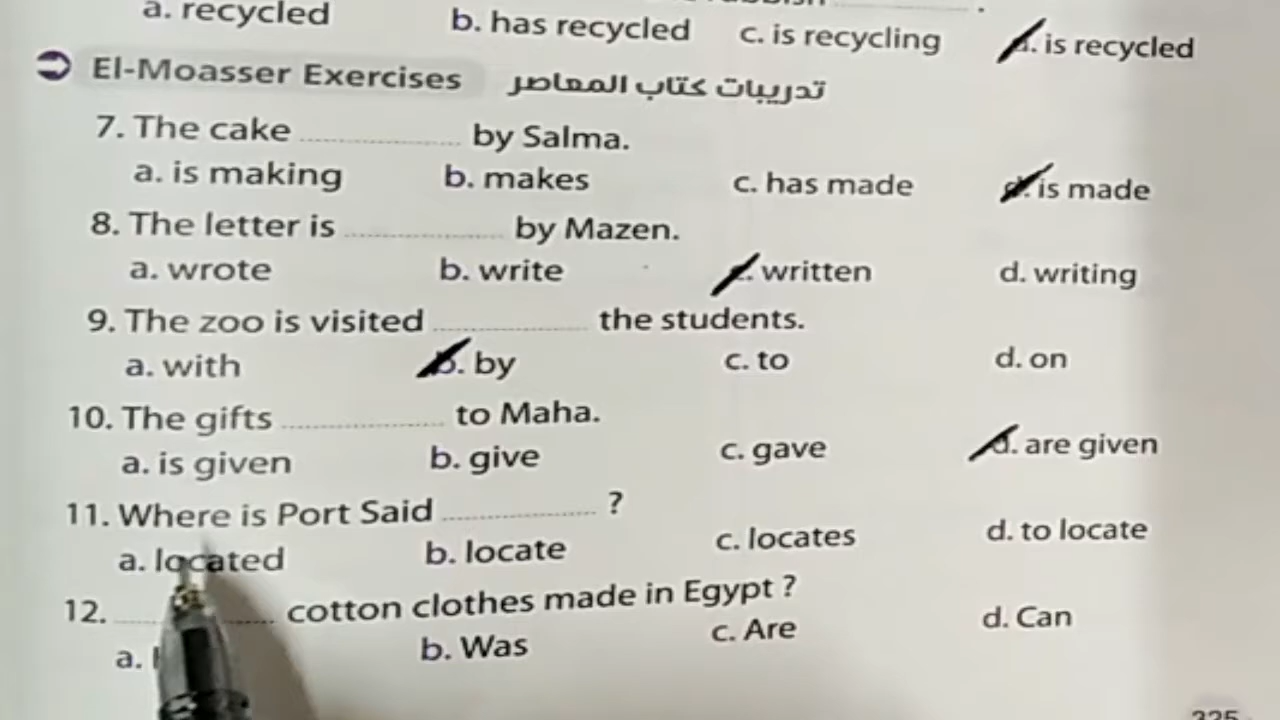 a. recycled b. has recycled c. is recycling d. is recycled
El-Moasser Exercises تدريبات كتاب المعاصر
7. The cake ............ by Salma.
a. is making b. makes c. has made d. is made
8. The letter is ............ by Mazen.
a. wrote b. write c. written d. writing
9. The zoo is visited ............ the students.
a. with b. by c. to d. on
10. The gifts ............ to Maha.
a. is given b. give c. gave d. are given
11. Where is Port Said ............ ?
a. located b. locate c. locates d. to locate
12. ............ cotton clothes made in Egypt ?
a. b. Was c. Are d. Can